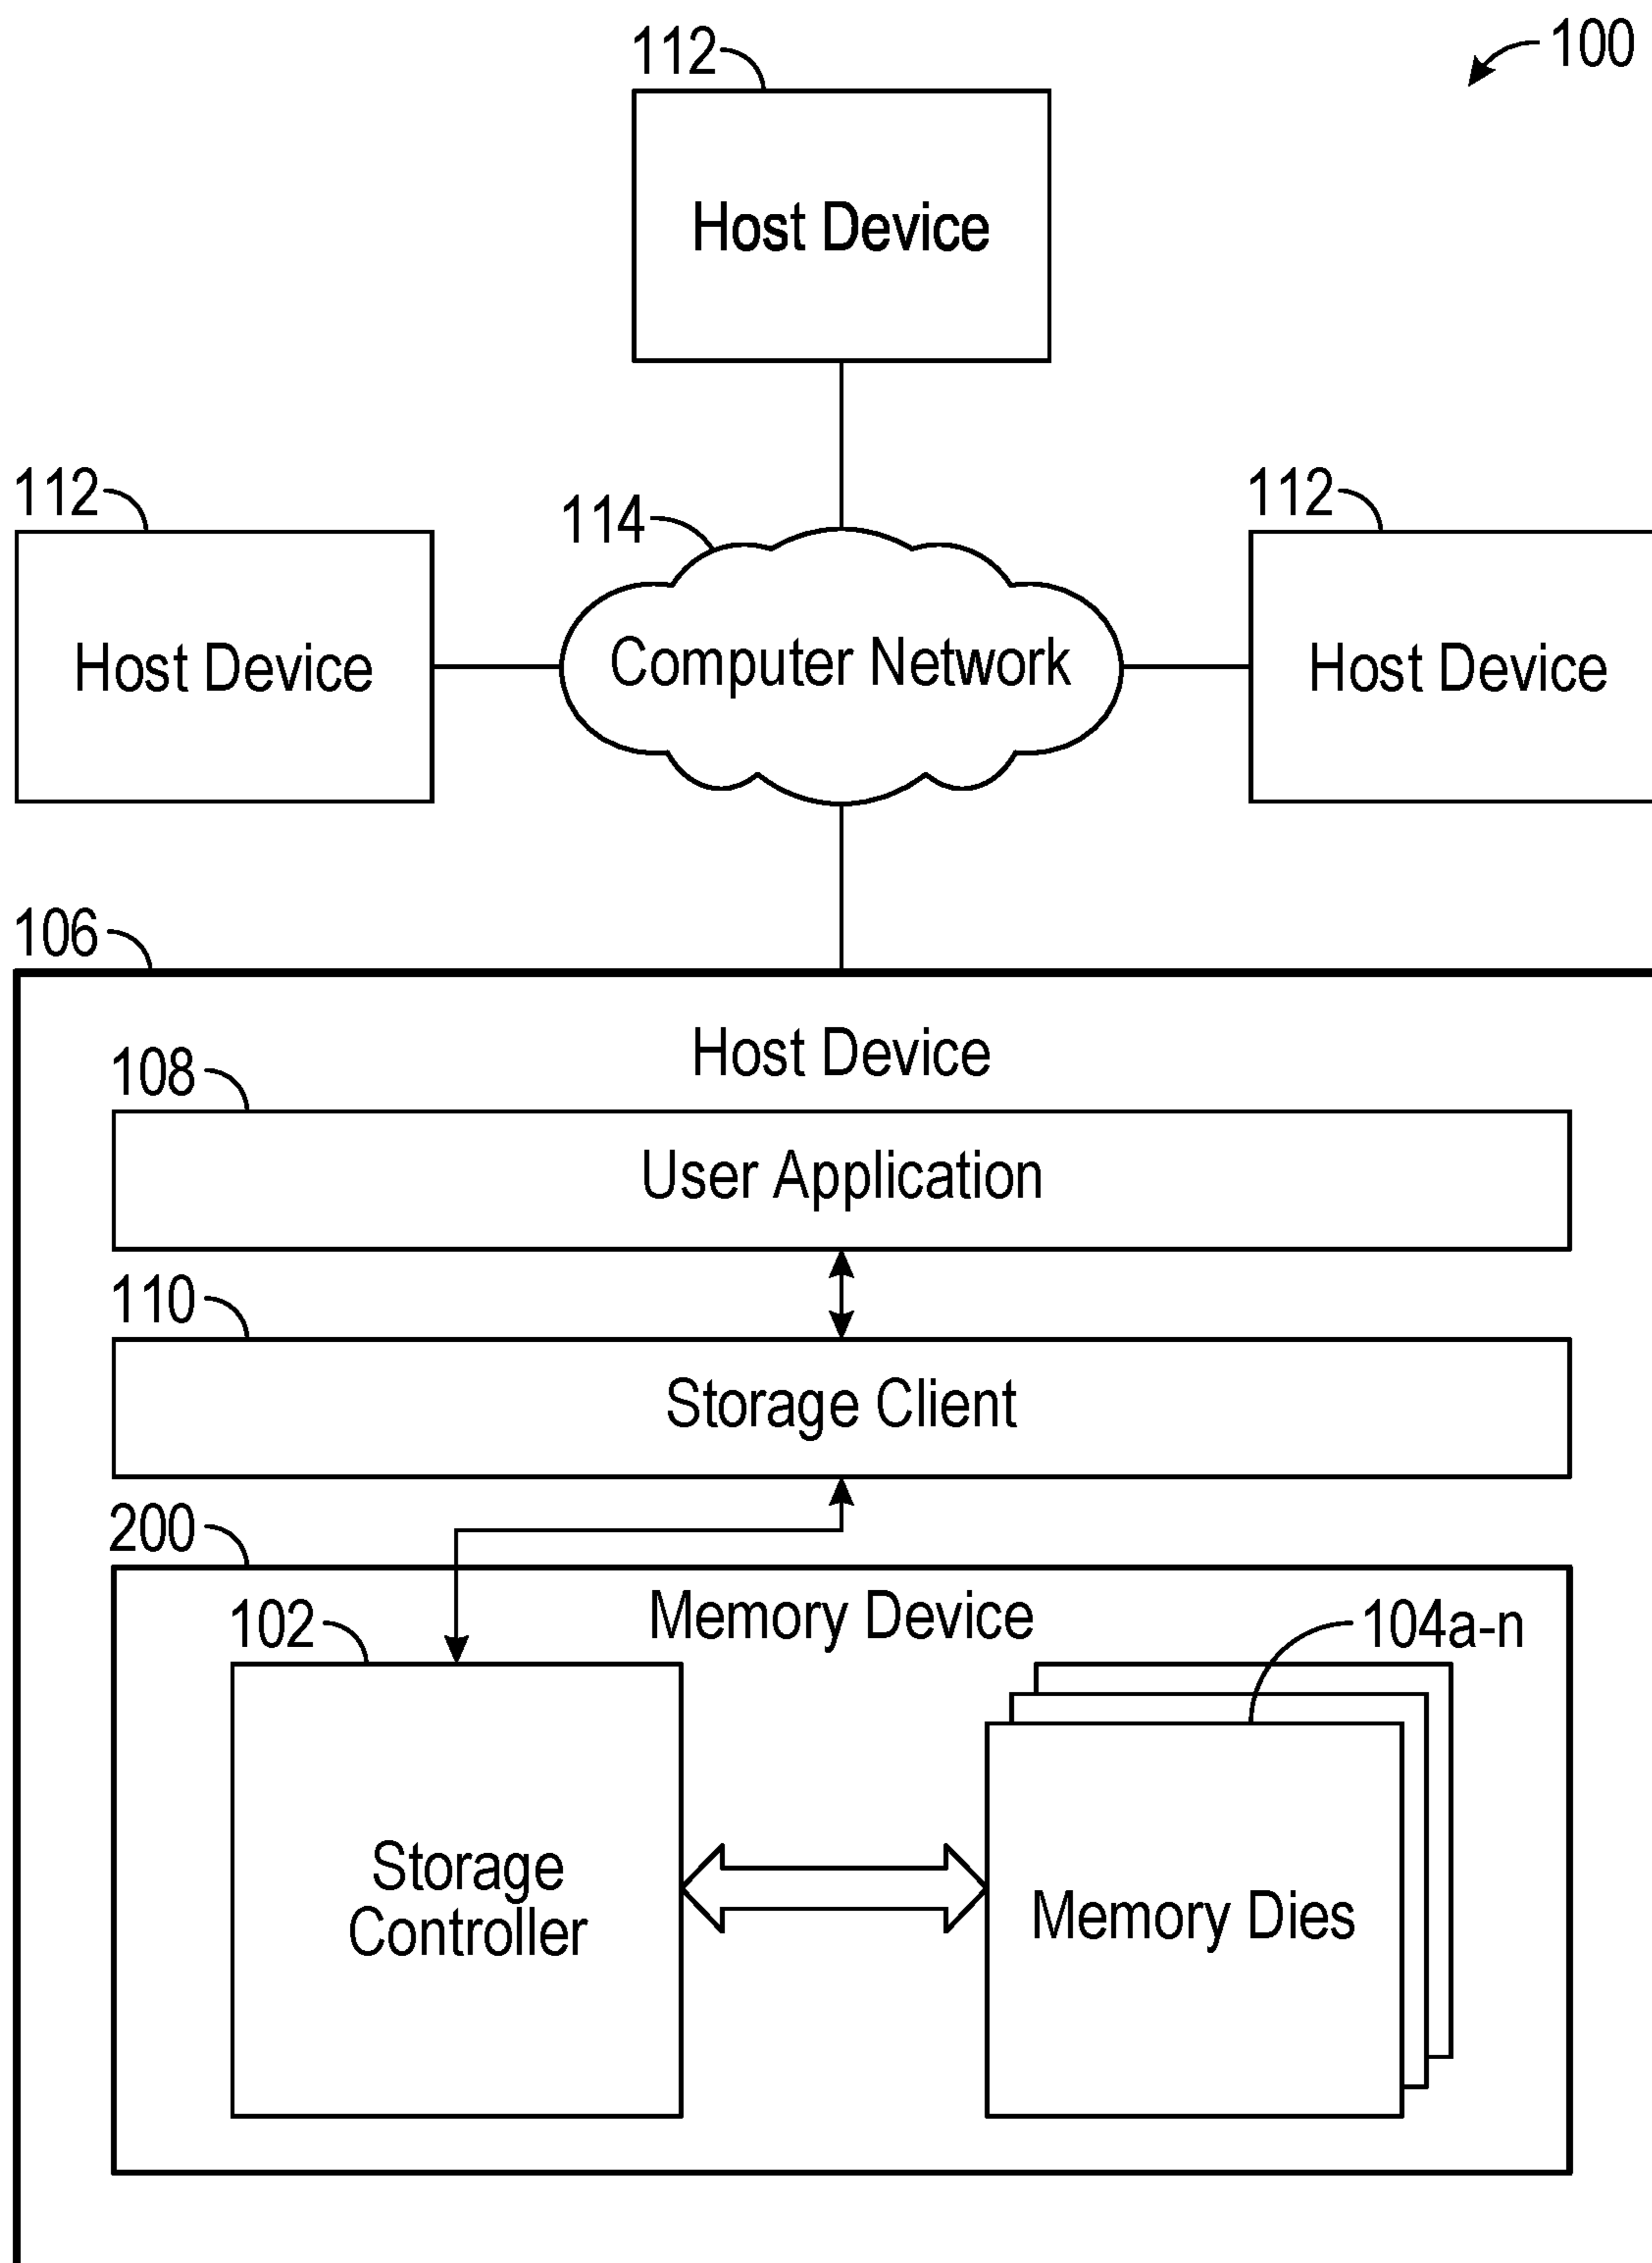 100
112
Host Device
112
114
112
Host Device
Computer Network
Host Device
106
Host Device
108
User Application
110
Storage Client
200
Memory Device
102
104a-n
Storage
Controller
Memory Dies